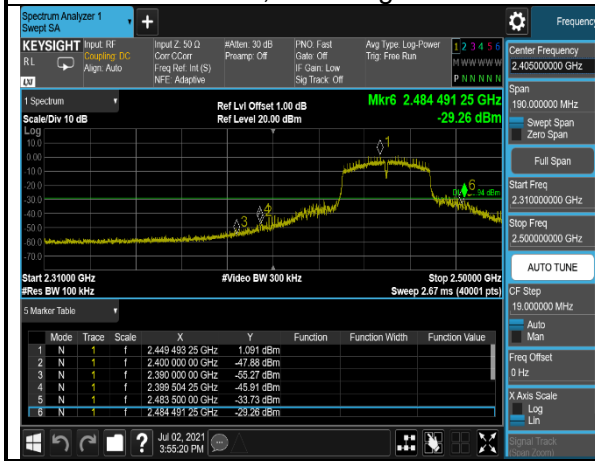 Spectrum Analyzer 1
Swept SA
+
Frequency
KEYSIGHT
RL
LXI
Input: RF
Coupling: DC
Align: Auto
Input Z: 50 Ω
Corr CCorr
Freq Ref: Int (S)
NFE: Adaptive
#Atten: 30 dB
Preamp: Off
PNO: Fast
Gate: Off
IF Gain: Low
Sig Track: Off
Avg Type: Log-Power
Trig: Free Run
1 2 3 4 5 6
M W W W W W
P N N N N N
1 Spectrum
Scale/Div 10 dB
Ref Lvl Offset 1.00 dB
Ref Level 20.00 dBm
Mkr6 2.484 491 25 GHz
-29.26 dBm
Log
10.0
0.00
-10.0
-20.0
-30.0
-40.0
-50.0
-60.0
-70.0
1
3
6
Start 2.31000 GHz
#Res BW 100 kHz
#Video BW 300 kHz
Stop 2.50000 GHz
Sweep 2.67 ms (40001 pts)
5 Marker Table
Mode Trace Scale X Y Function Function Width Function Value
1 N 1 f 2.449 493 25 GHz 1.091 dBm
2 N 1 f 2.400 000 00 GHz -47.88 dBm
3 N 1 f 2.390 000 00 GHz -55.27 dBm
4 N 1 f 2.399 504 25 GHz -45.91 dBm
5 N 1 f 2.483 500 00 GHz -33.73 dBm
6 N 1 f 2.484 491 25 GHz -29.26 dBm
Center Frequency
2.405000000 GHz
Span
190.000000 MHz
Swept Span
Zero Span
Full Span
Start Freq
2.310000000 GHz
Stop Freq
2.500000000 GHz
AUTO TUNE
CF Step
19.000000 MHz
Auto
Man
Freq Offset
0 Hz
X Axis Scale
Log
Lin
Signal Track
(Span Zoom)
?
Jul 02, 2021
3:55:20 PM